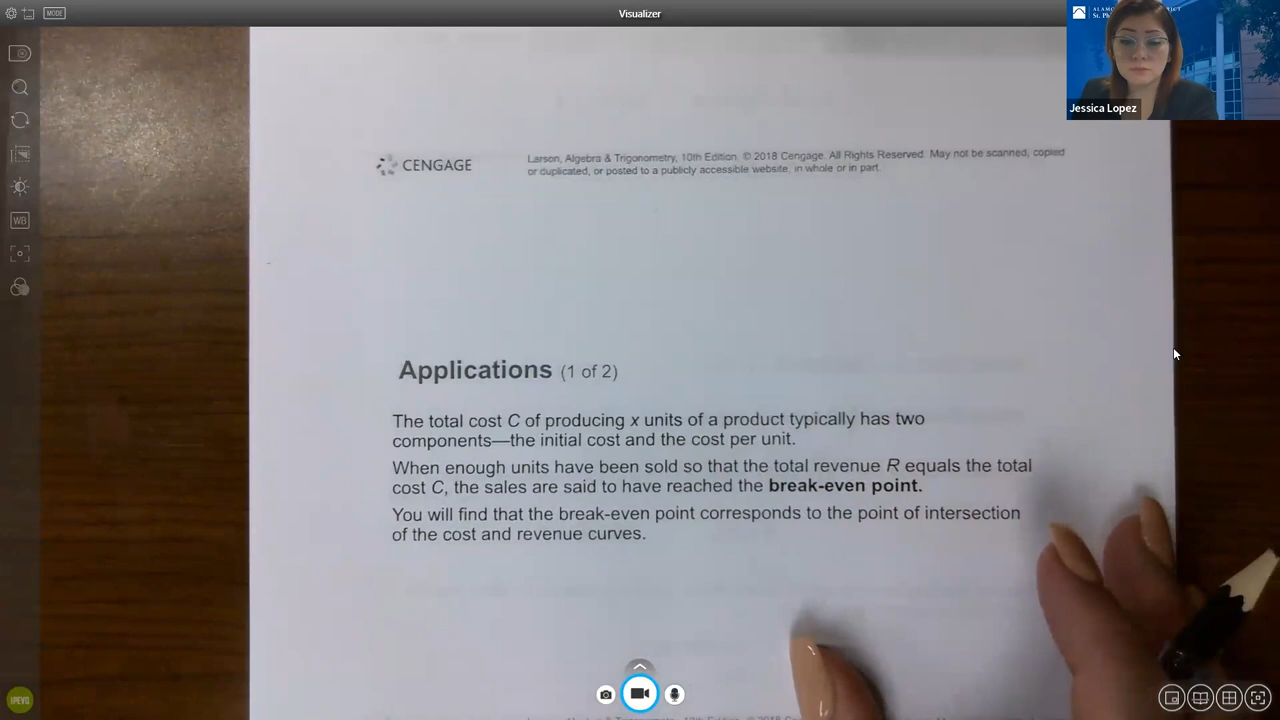 MODE
Visualizer
St. Ph
Jessica Lopez
CENGAGE
Larson, Algebra & Trigonometry, 10th Edition. © 2018 Cengage. All Rights Reserved. May not be scanned, copied
or duplicated, or posted to a publicly accessible website, in whole or in part.
WB
Applications (1 of 2)
The total cost C of producing x units of a product typically has two
components—the initial cost and the cost per unit.
When enough units have been sold so that the total revenue R equals the total
cost C, the sales are said to have reached the break-even point.
You will find that the break-even point corresponds to the point of intersection
of the cost and revenue curves.
IPEVO